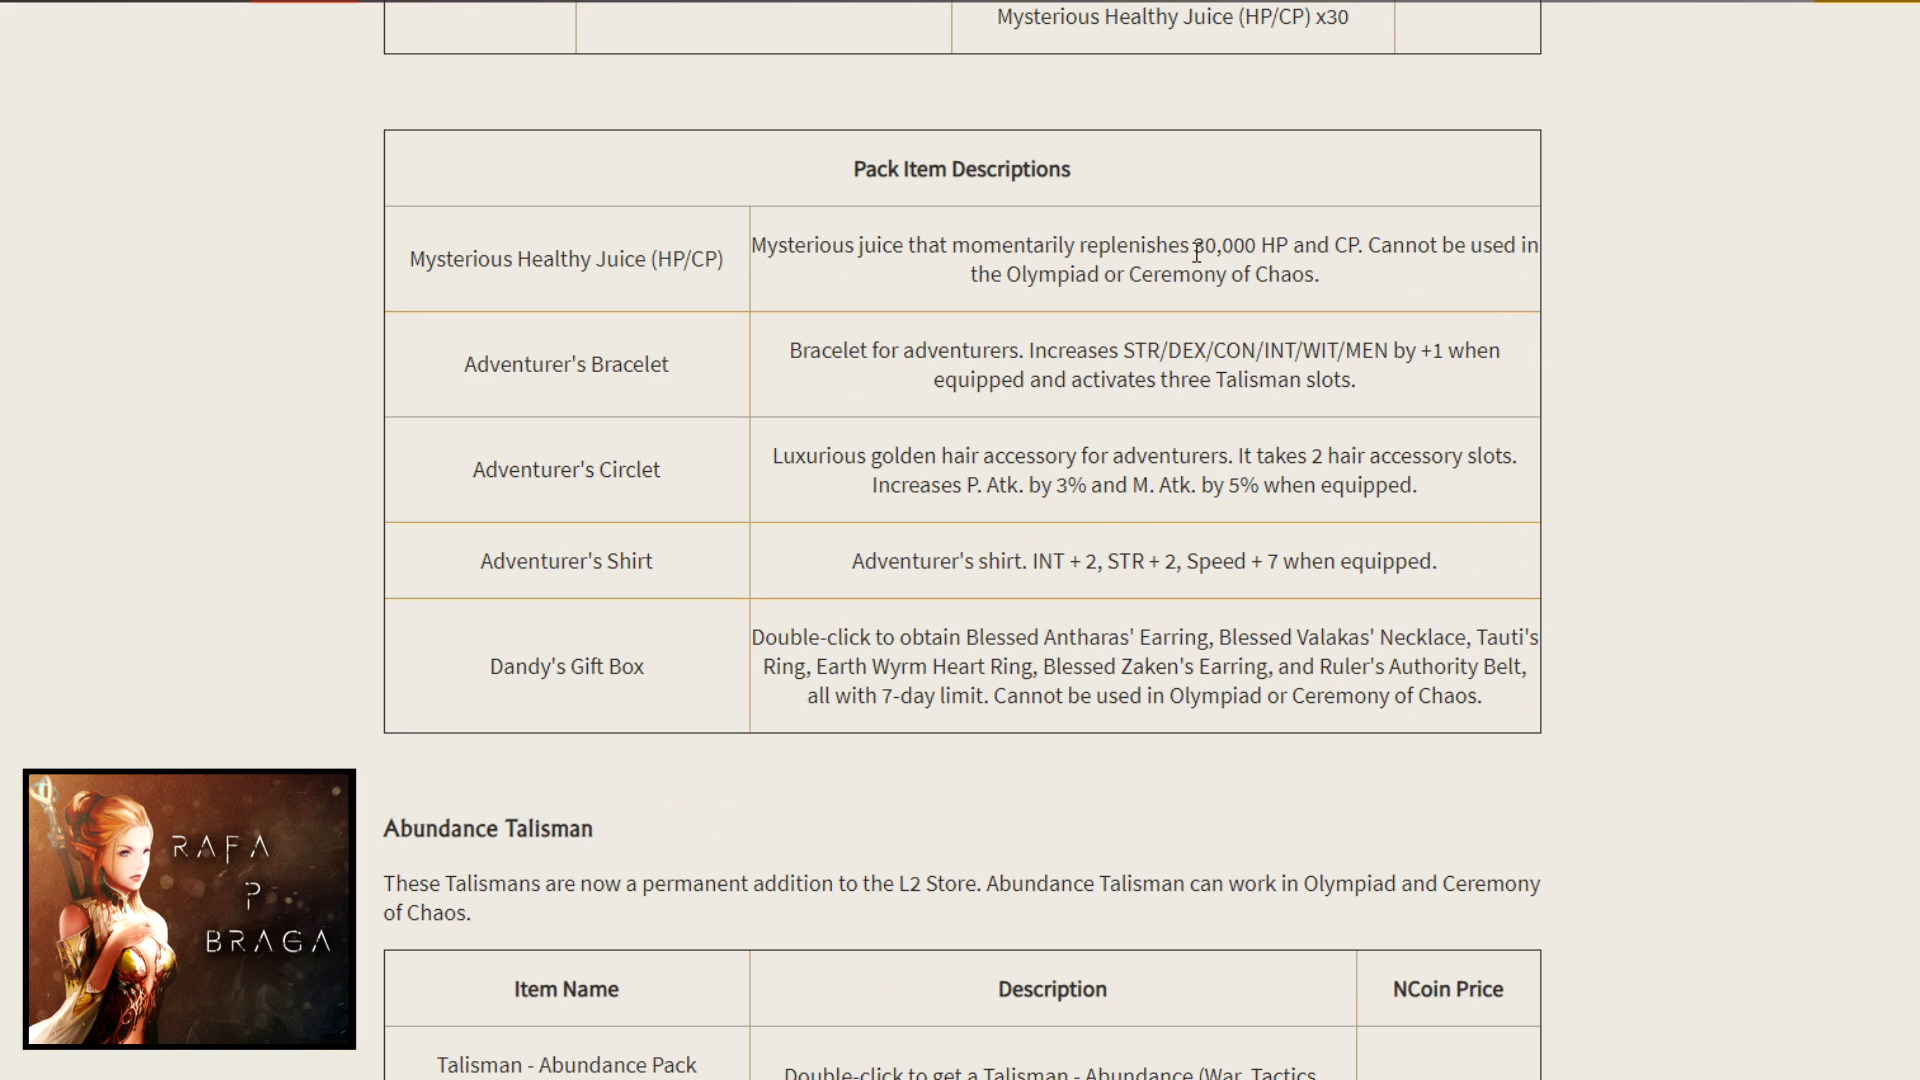 Mysterious Healthy Juice (HP/CP) x30
Pack Item Descriptions
Mysterious Healthy Juice (HP/CP)
Mysterious juice that momentarily replenishes 30,000 HP and CP. Cannot be used in
the Olympiad or Ceremony of Chaos.
Adventurer's Bracelet
Bracelet for adventurers. Increases STR/DEX/CON/INT/WIT/MEN by +1 when
equipped and activates three Talisman slots.
Adventurer's Circlet
Luxurious golden hair accessory for adventurers. It takes 2 hair accessory slots.
Increases P. Atk. by 3% and M. Atk. by 5% when equipped.
Adventurer's Shirt
Adventurer's shirt. INT + 2, STR + 2, Speed + 7 when equipped.
Dandy's Gift Box
Double-click to obtain Blessed Antharas' Earring, Blessed Valakas' Necklace, Tauti's
Ring, Earth Wyrm Heart Ring, Blessed Zaken's Earring, and Ruler's Authority Belt,
all with 7-day limit. Cannot be used in Olympiad or Ceremony of Chaos.
RAFA
P
BRAGA
Abundance Talisman
These Talismans are now a permanent addition to the L2 Store. Abundance Talisman can work in Olympiad and Ceremony
of Chaos.
Item Name
Description
NCoin Price
Talisman - Abundance Pack
Double-click to get a Talisman - Abundance (War, Tactics,